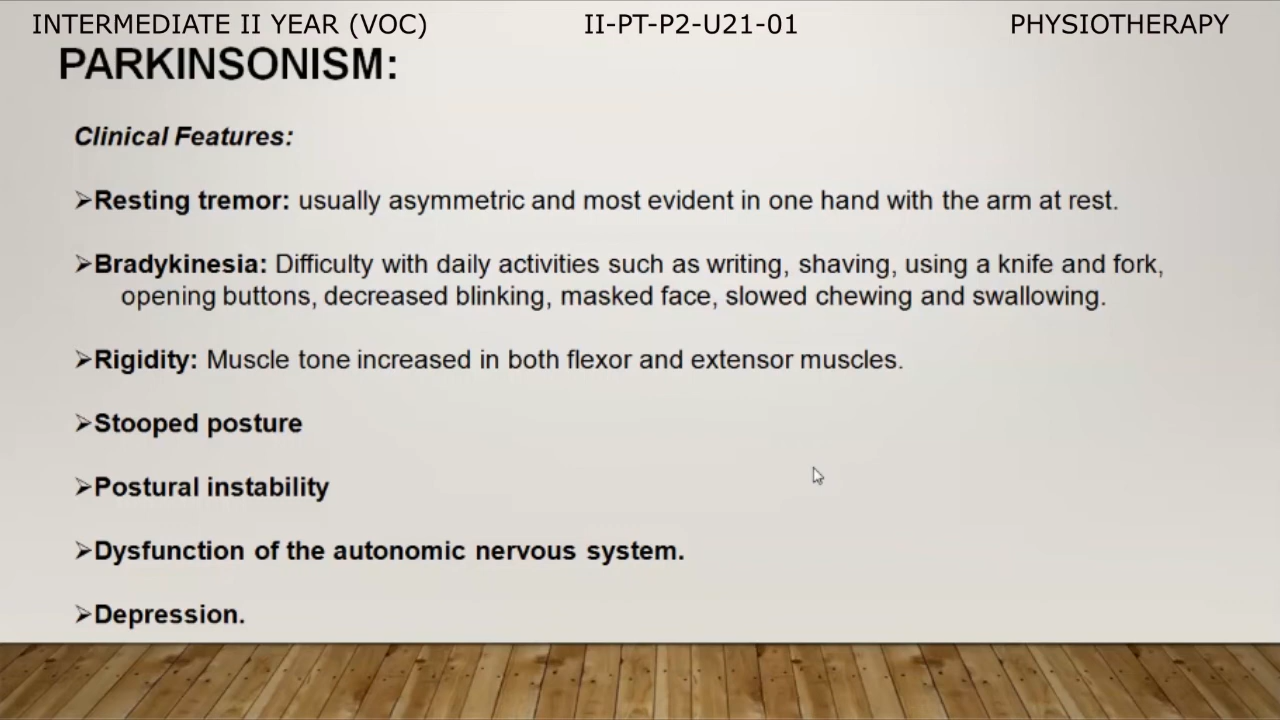 INTERMEDIATE II YEAR (VOC) II-PT-P2-U21-01 PHYSIOTHERAPY
PARKINSONISM:
Clinical Features:
➢Resting tremor: usually asymmetric and most evident in one hand with the arm at rest.
➢Bradykinesia: Difficulty with daily activities such as writing, shaving, using a knife and fork,
opening buttons, decreased blinking, masked face, slowed chewing and swallowing.
➢Rigidity: Muscle tone increased in both flexor and extensor muscles.
➢Stooped posture
➢Postural instability
➢Dysfunction of the autonomic nervous system.
➢Depression.